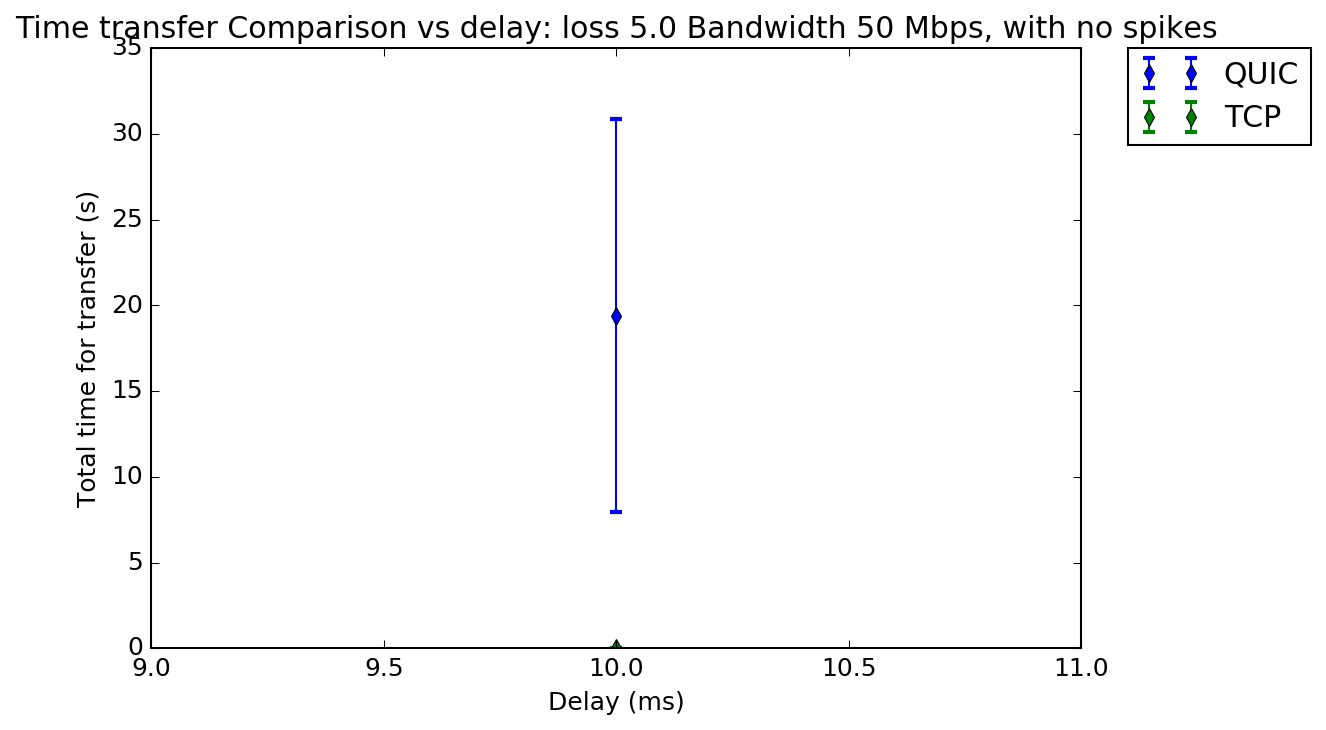 Time transfer Comparison vs delay: loss 5.0 Bandwidth 50 Mbps, with no spikes
QUIC
TCP
Total time for transfer (s)
35
30
25
20
15
10
5
0
9.0
9.5
10.0
10.5
11.0
Delay (ms)